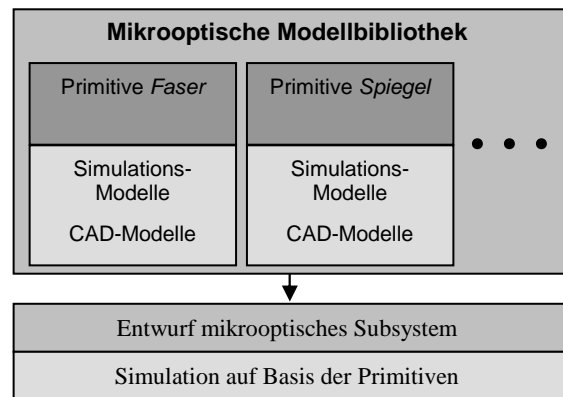 Mikrooptische Modellbibliothek
Primitive Faser
Simulations-
Modelle
CAD-Modelle
Primitive Spiegel
Simulations-
Modelle
CAD-Modelle
Entwurf mikrooptisches Subsystem
Simulation auf Basis der Primitiven